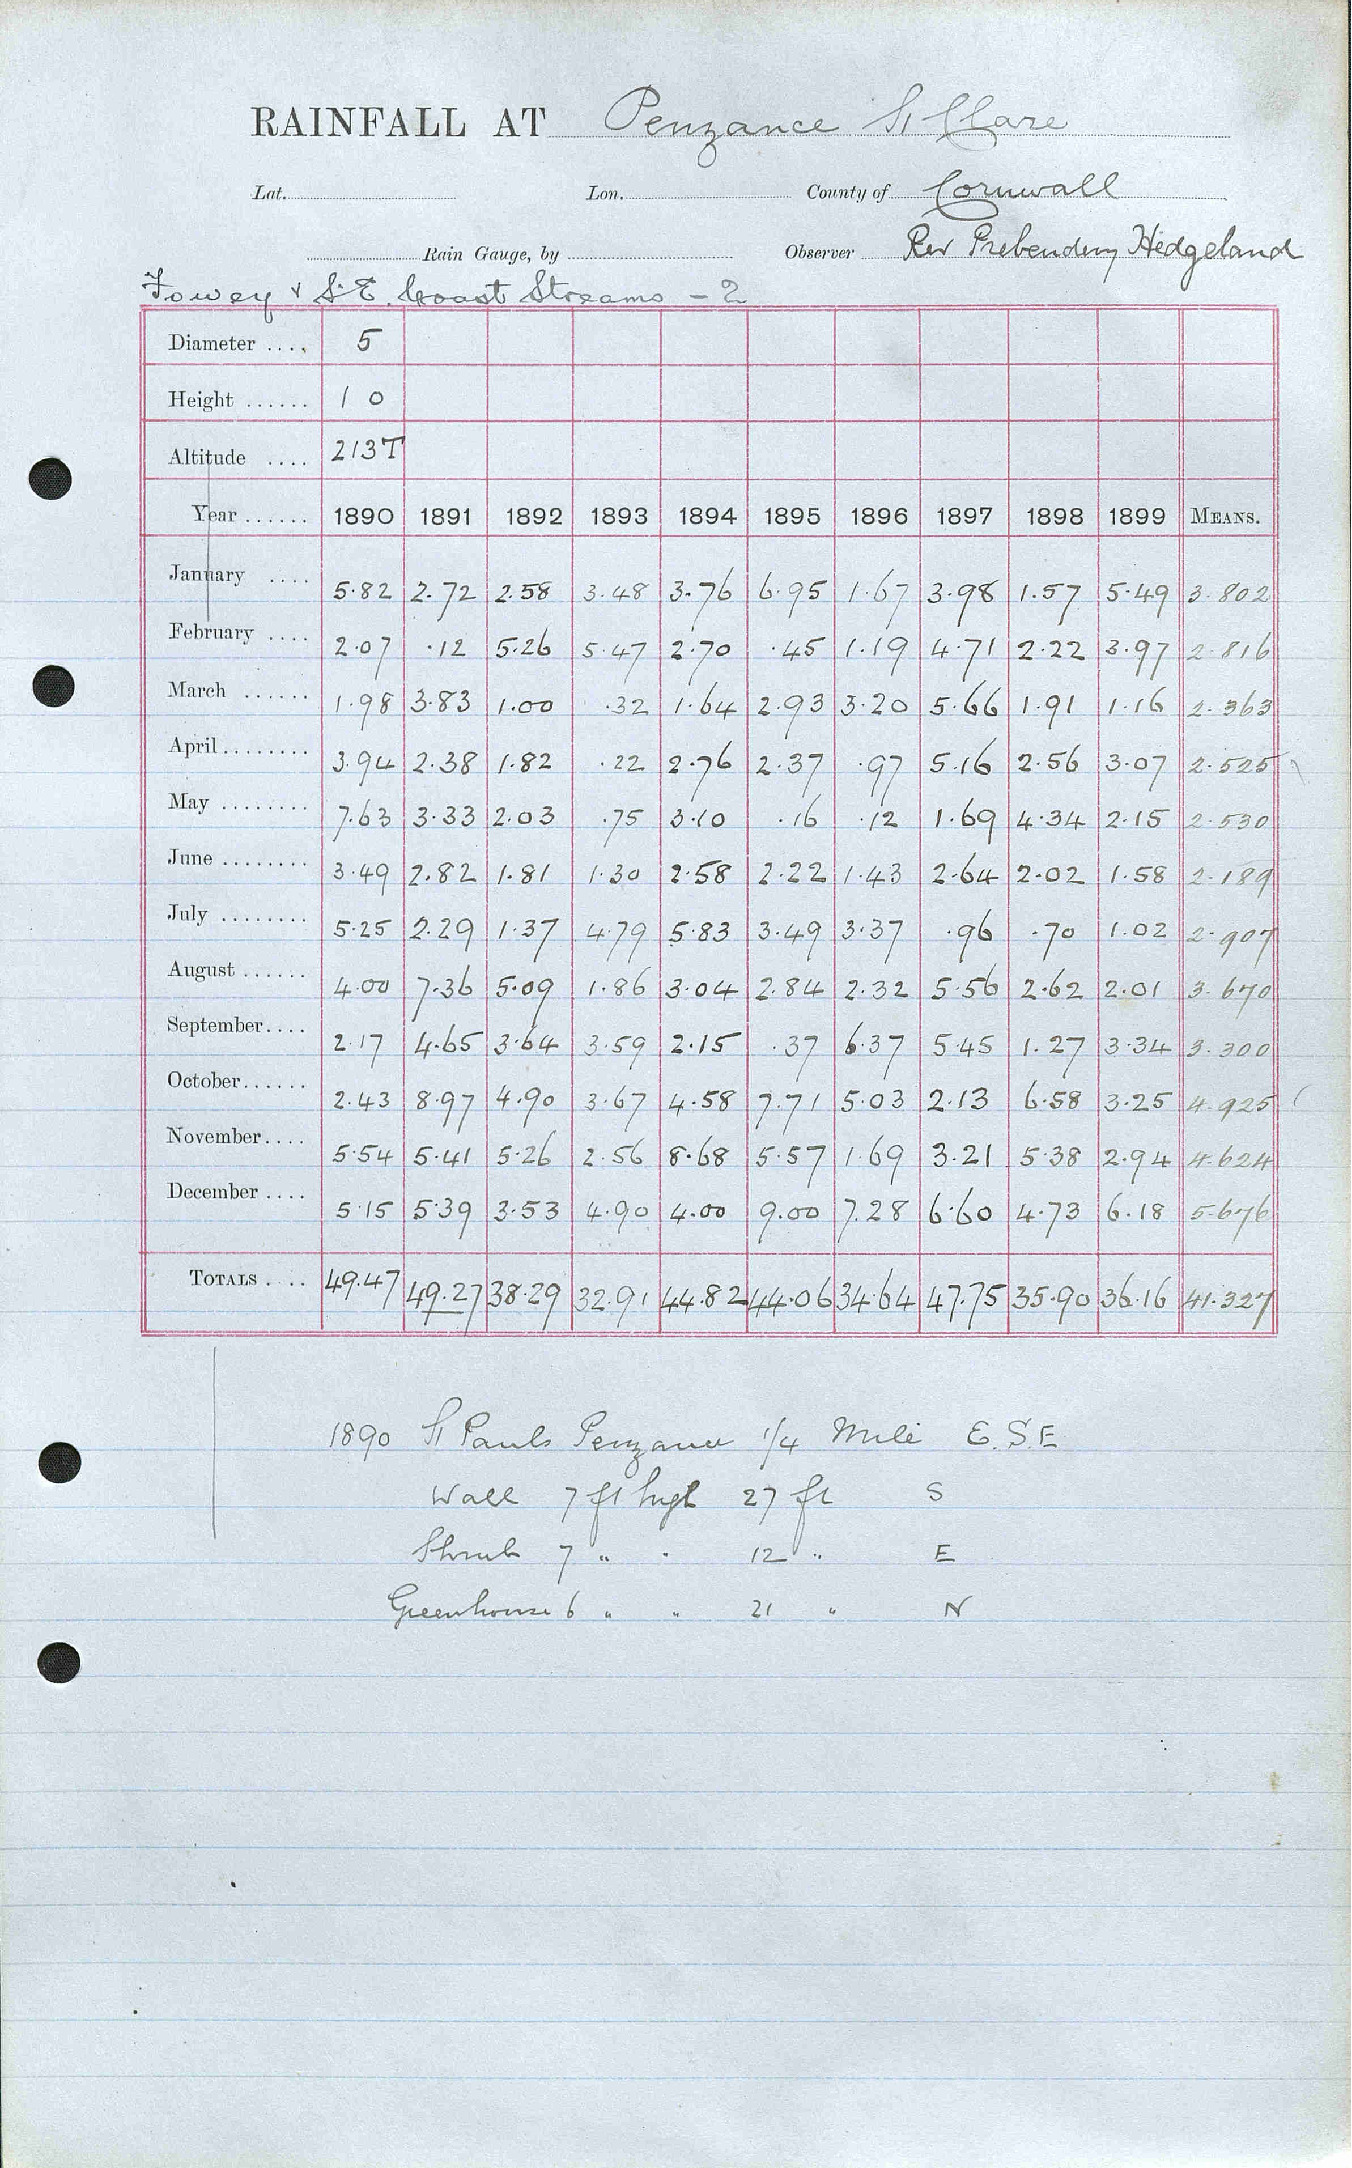 RAINFALL AT Penzance St Clare
Lat. Lon. County of Cornwall
Rain Gauge, by Observer Rev Prebendary Hedgeland
Fowey & S.E. Coast Streams - 2
Diameter .... 5
Height ...... 1 0
Altitude .... 213T
Year ...... 1890 1891 1892 1893 1894 1895 1896 1897 1898 1899 MEANS.
January .... 5.82 2.72 2.58 3.48 3.76 6.95 1.67 3.98 1.57 5.49 3.802
February .... 2.07 .12 5.26 5.47 2.70 .45 1.19 4.71 2.22 3.97 2.816
March ...... 1.98 3.83 1.00 .32 1.64 2.93 3.20 5.66 1.91 1.16 2.363
April ........ 3.94 2.38 1.82 .22 2.76 2.37 .97 5.16 2.56 3.07 2.525
May ........ 7.63 3.33 2.03 .75 3.10 .16 .12 1.69 4.34 2.15 2.530
June ........ 3.49 2.82 1.81 1.30 2.58 2.22 1.43 2.64 2.02 1.58 2.189
July ........ 5.25 2.29 1.37 4.79 5.83 3.49 3.37 .96 .70 1.02 2.907
August ...... 4.00 7.36 5.09 1.86 3.04 2.84 2.32 5.56 2.62 2.01 3.670
September .... 2.17 4.65 3.64 3.59 2.15 .37 6.37 5.45 1.27 3.34 3.300
October ...... 2.43 8.97 4.90 3.67 4.58 7.71 5.03 2.13 6.58 3.25 4.925
November .... 5.54 5.41 5.26 2.56 8.68 5.57 1.69 3.21 5.38 2.94 4.624
December .... 5.15 5.39 3.53 4.90 4.00 9.00 7.28 6.60 4.73 6.18 5.676
TOTALS .... 49.47 49.27 38.29 32.91 44.82 44.06 34.64 47.75 35.90 36.16 41.327
1890 St Pauls Penzance 1/4 Mile E.S.E
Wall 7 ft high 27 ft S
Shrub 7 " " 12 " E
Greenhouse 6 " " 21 " N